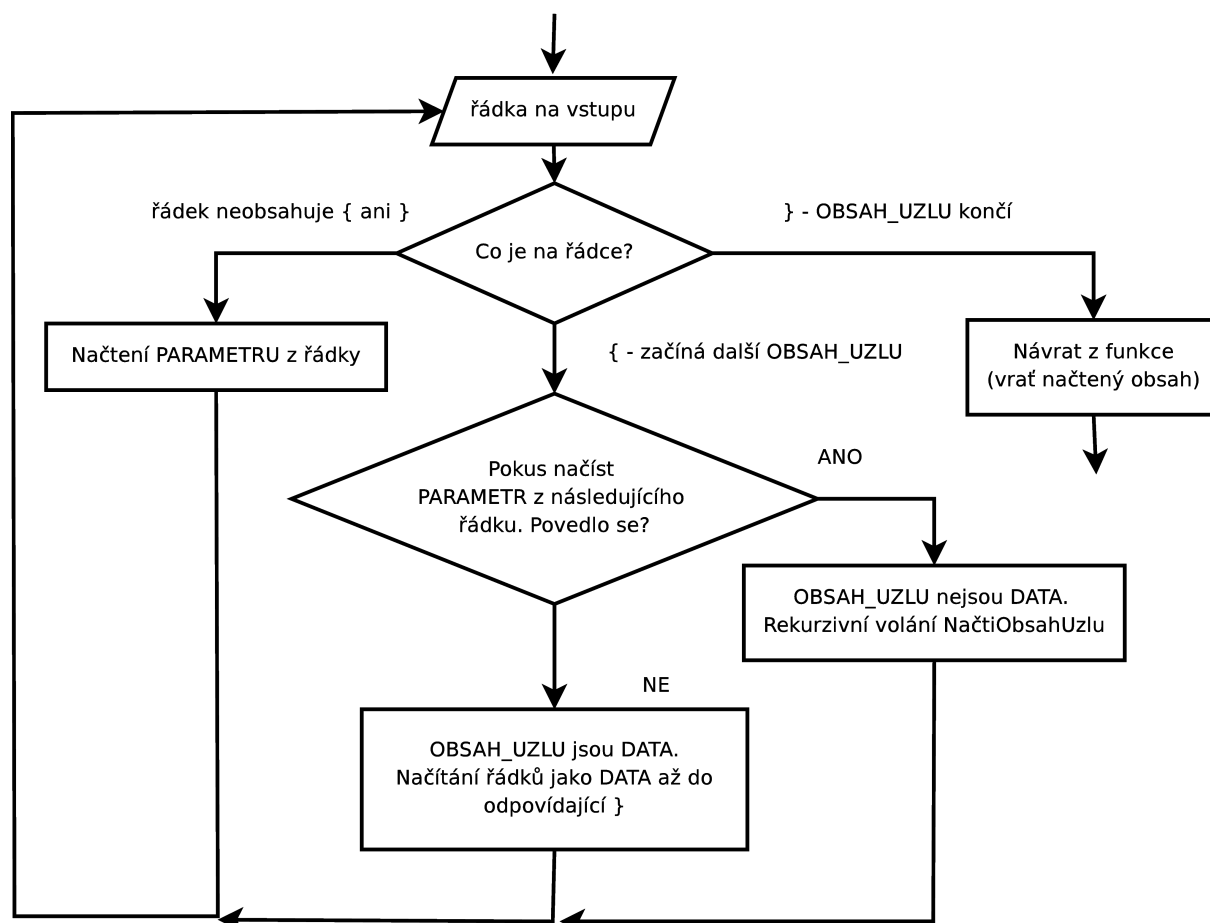 řádka na vstupu
řádek neobsahuje { ani }
} - OBSAH_UZLU končí
Co je na řádce?
Načtení PARAMETRU z řádky
{ - začíná další OBSAH_UZLU
Návrat z funkce
(vrať načtený obsah)
Pokus načíst
PARAMETR z následujícího
řádku. Povedlo se?
ANO
OBSAH_UZLU nejsou DATA.
Rekurzivní volání NačtiObsahUzlu
NE
OBSAH_UZLU jsou DATA.
Načítání řádků jako DATA až do
odpovídající }